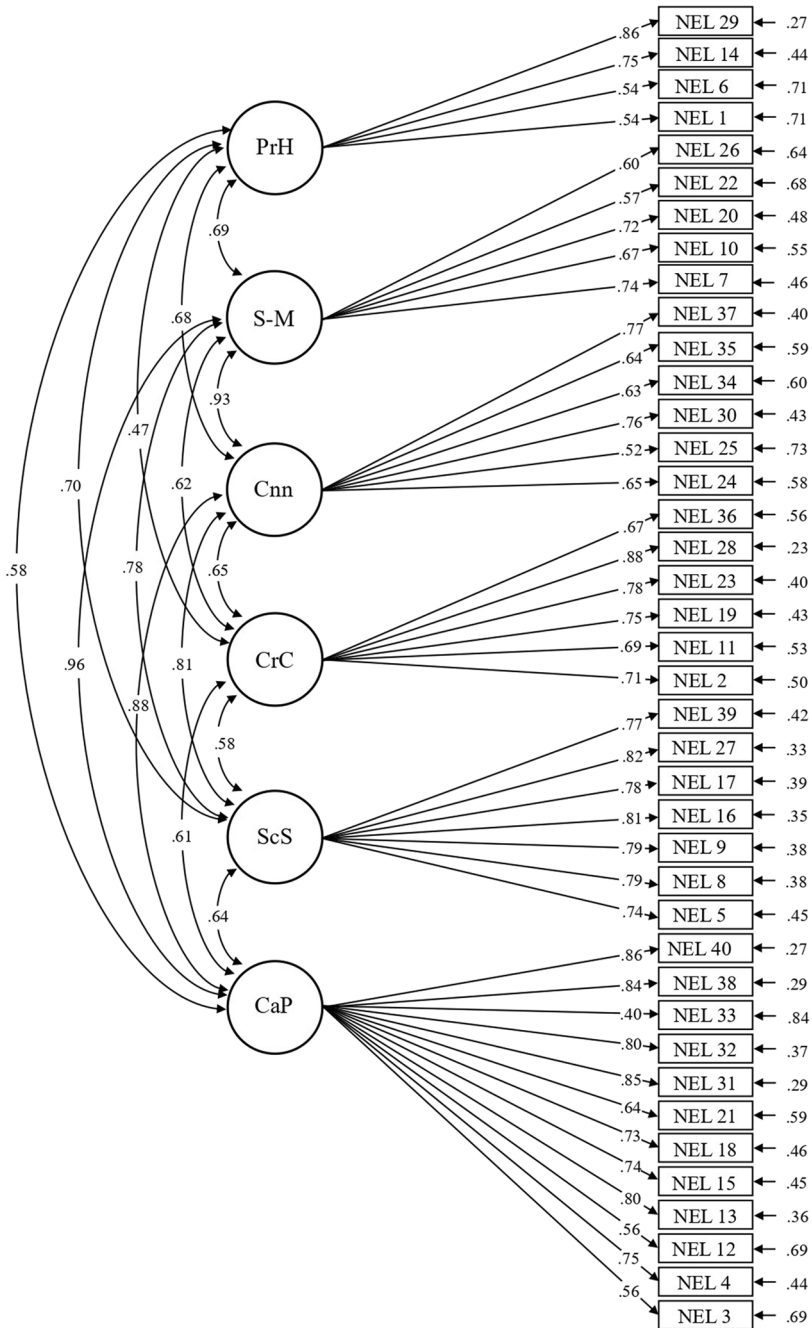 .86 NEL 29 .27
.75 NEL 14 .44
.54 NEL 6 .71
.54 NEL 1 .71
PrH
.60 NEL 26 .64
.57 NEL 22 .68
.72 NEL 20 .48
.67 NEL 10 .55
.74 NEL 7 .46
.69
S-M
.68
.77 NEL 37 .40
.64 NEL 35 .59
.63 NEL 34 .60
.76 NEL 30 .43
.52 NEL 25 .73
.65 NEL 24 .58
.93
.47
Cnn
.70
.62
.67 NEL 36 .56
.88 NEL 28 .23
.78 NEL 23 .40
.75 NEL 19 .43
.69 NEL 11 .53
.71 NEL 2 .50
.58
.78
.65
CrC
.96
.81
.88
.77 NEL 39 .42
.82 NEL 27 .33
.78 NEL 17 .39
.81 NEL 16 .35
.79 NEL 9 .38
.79 NEL 8 .38
.74 NEL 5 .45
.58
ScS
.61
.64
CaP
.86 NEL 40 .27
.84 NEL 38 .29
.40 NEL 33 .84
.80 NEL 32 .37
.85 NEL 31 .29
.64 NEL 21 .59
.73 NEL 18 .46
.74 NEL 15 .45
.80 NEL 13 .36
.56 NEL 12 .69
.75 NEL 4 .44
.56 NEL 3 .69